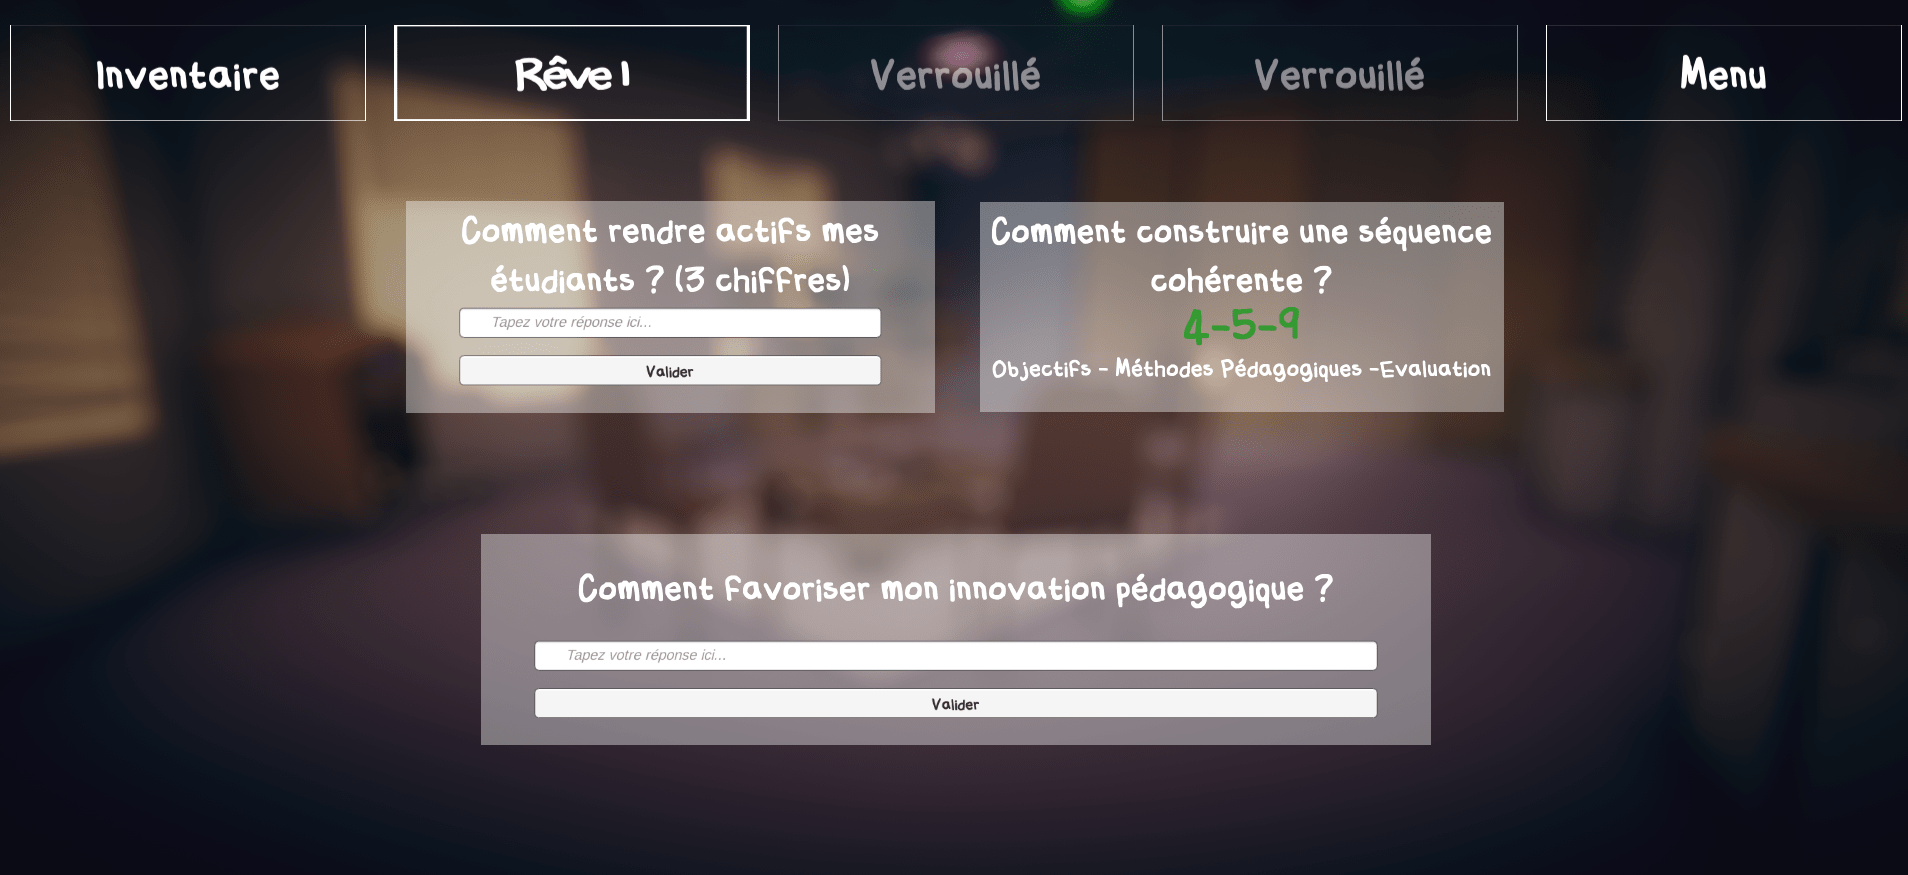 Inventaire
Rêve 1
Verrouillé
Verrouillé
Menu
Comment rendre actifs mes
étudiants ? (3 chiffres)
Tapez votre réponse ici...
Valider
Comment construire une séquence
cohérente ?
4-5-9
Objectifs - Méthodes Pédagogiques -Evaluation
Comment favoriser mon innovation pédagogique ?
Tapez votre réponse ici...
Valider